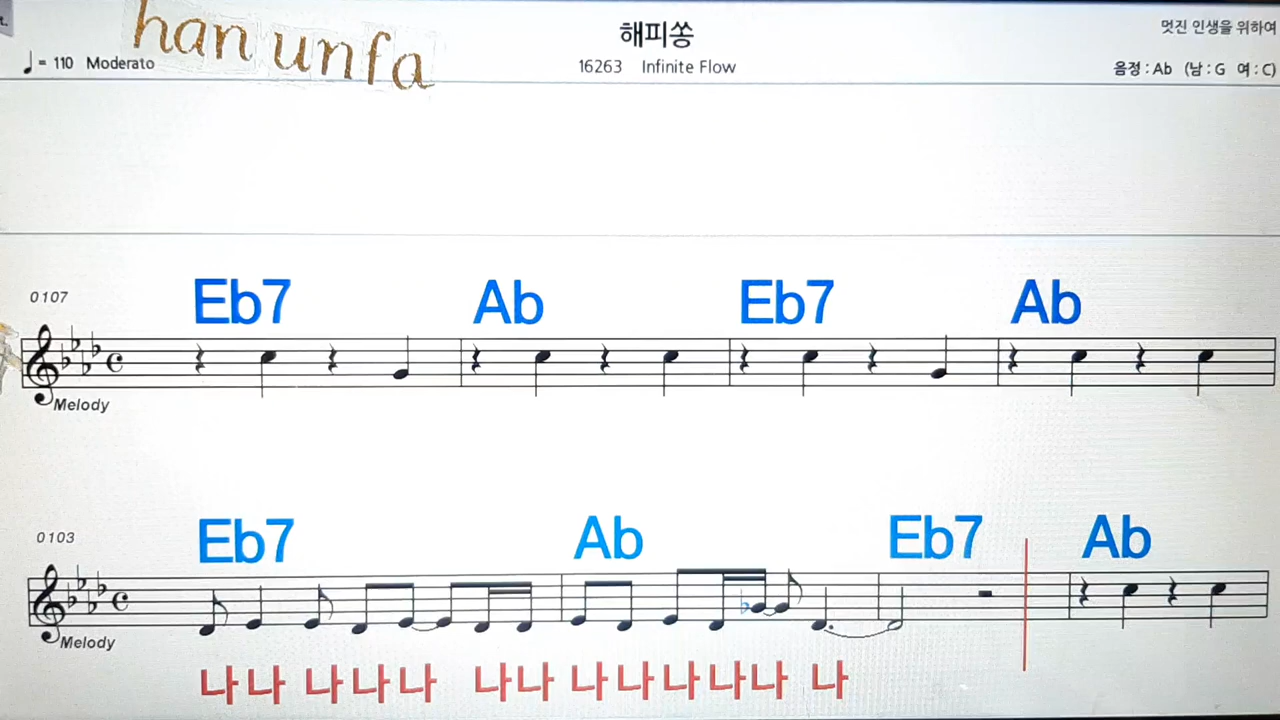 han unfa
해피쏭
멋진 인생을 위하여
= 110 Moderato
16263 Infinite Flow
음정 : Ab (남 : G 여 : C)
Eb7 Ab Eb7 Ab
0107
Melody
Eb7 Ab Eb7 Ab
0103
Melody
나나 나나나 나나 나나나나나 나